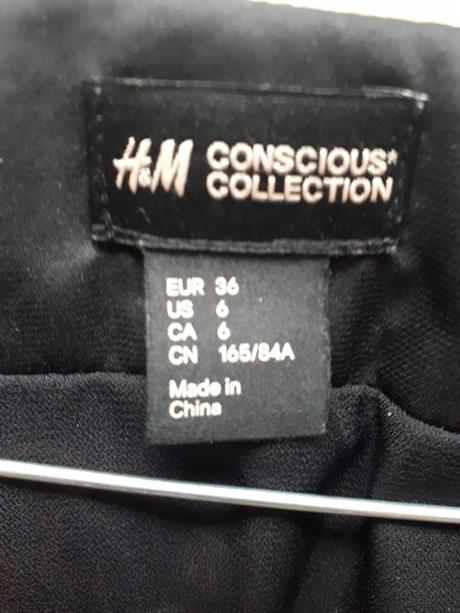 H&M CONSCIOUS*
COLLECTION
EUR 36
US 6
CA 6
CN 165/84A
Made in
China